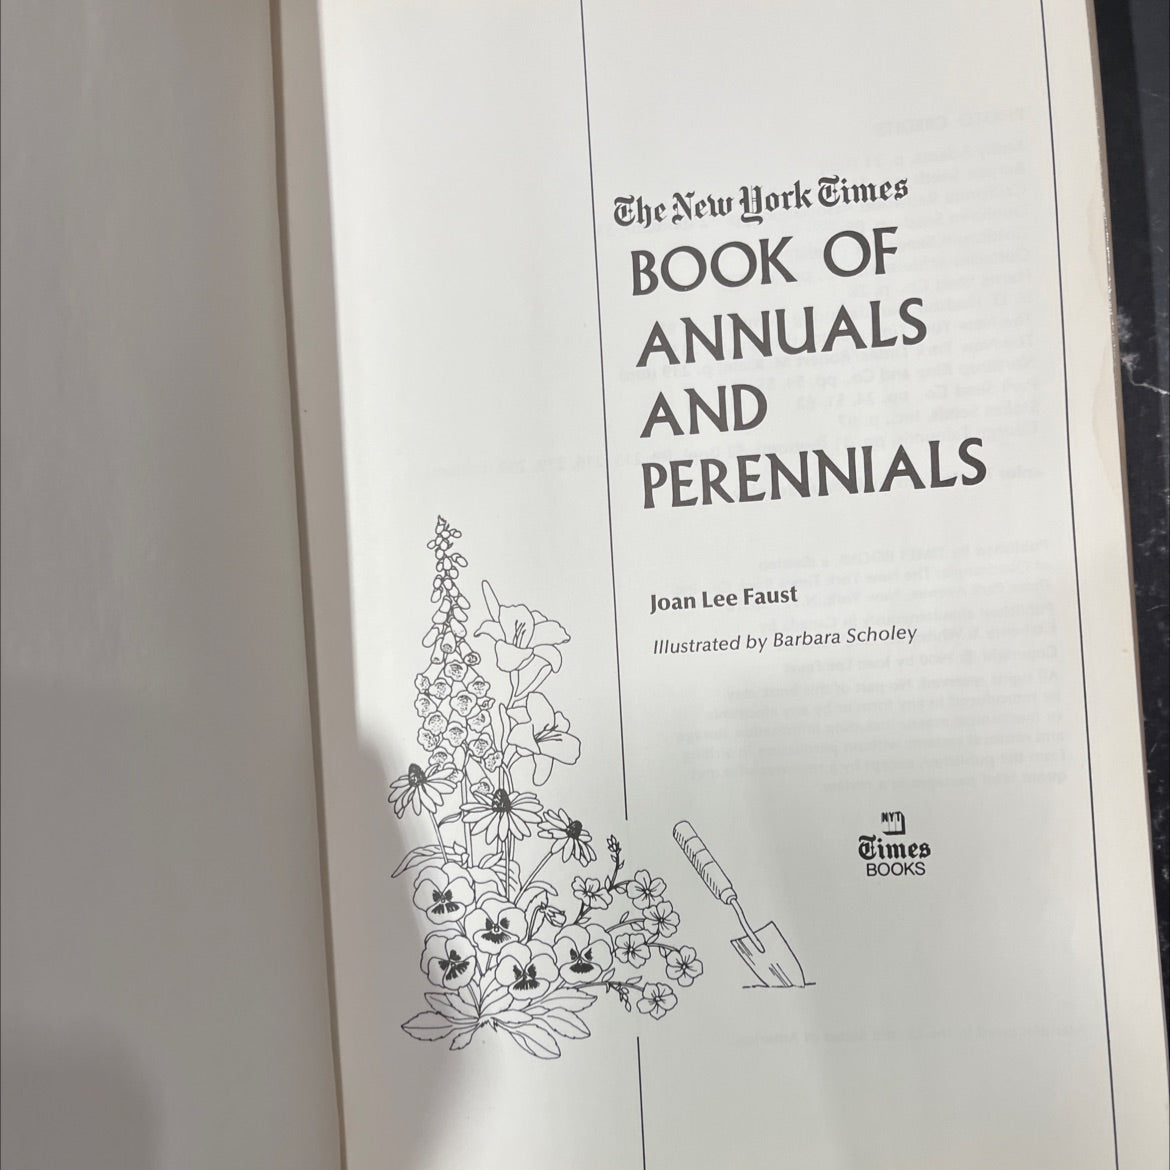 The New York Times
BOOK OF
ANNUALS
AND
PERENNIALS
Joan Lee Faust
Illustrated by Barbara Scholey
NYT
Times
BOOKS